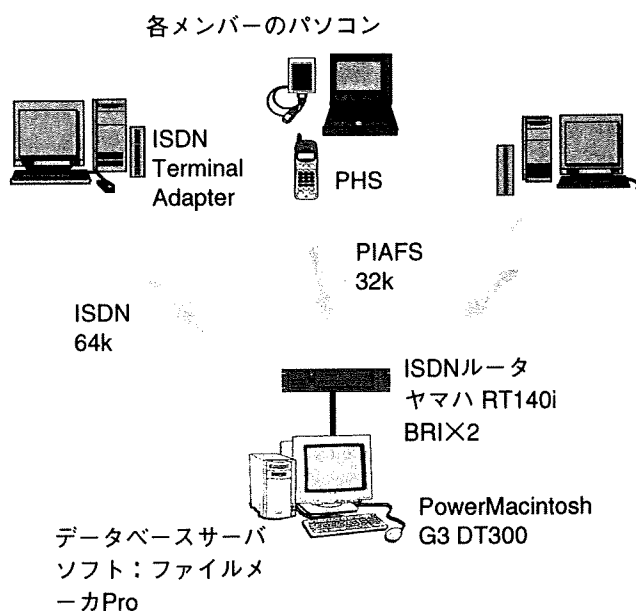 各メンバーのパソコン
ISDN
Terminal
Adapter
PHS
PIAFS
32k
ISDN
64k
ISDNルータ
ヤマハ RT140i
BRI×2
PowerMacintosh
G3 DT300
データベースサーバ
ソフト：ファイルメ
ーカPro